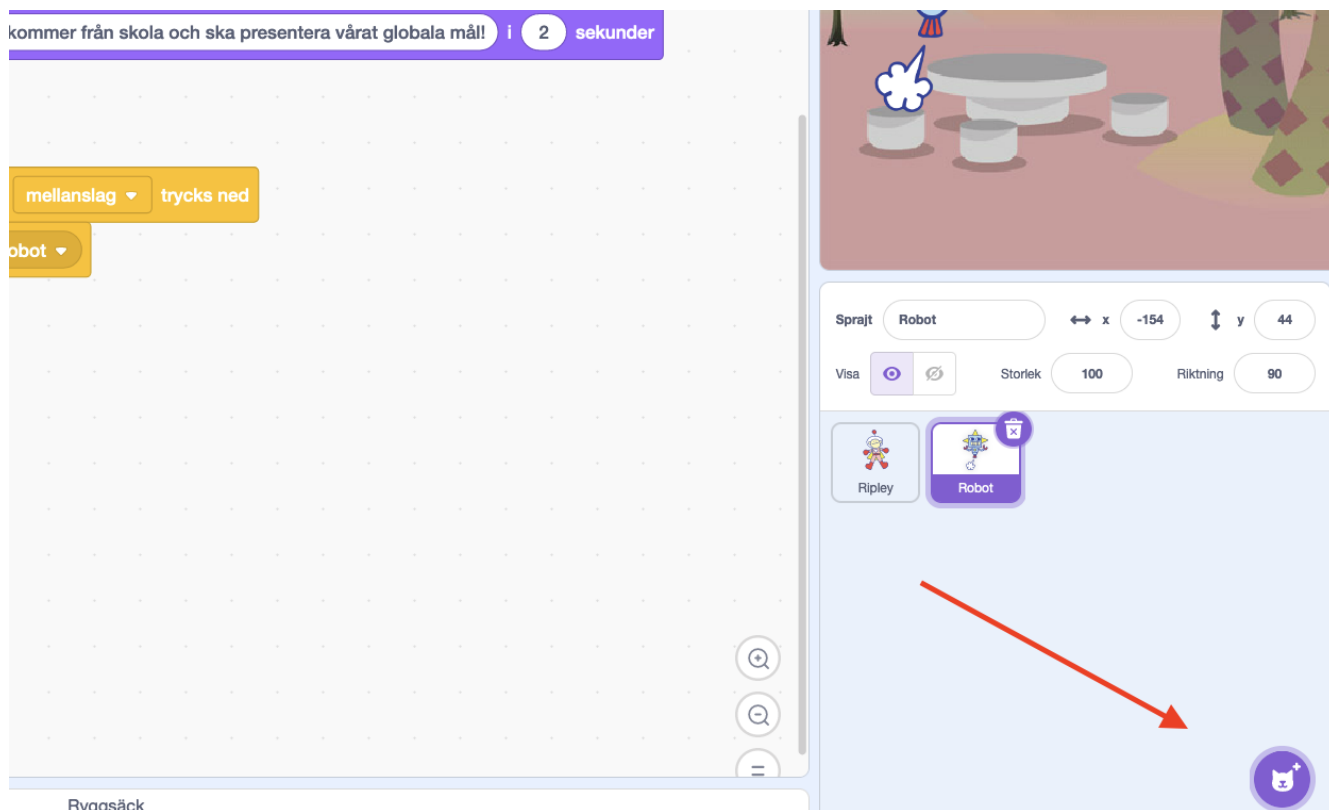 kommer från skola och ska presentera vårat globala mål! i 2 sekunder
mellanslag trycks ned
obot
Sprajt Robot x -154 y 44
Visa Storlek 100 Riktning 90
Ripley Robot
Ryggsäck